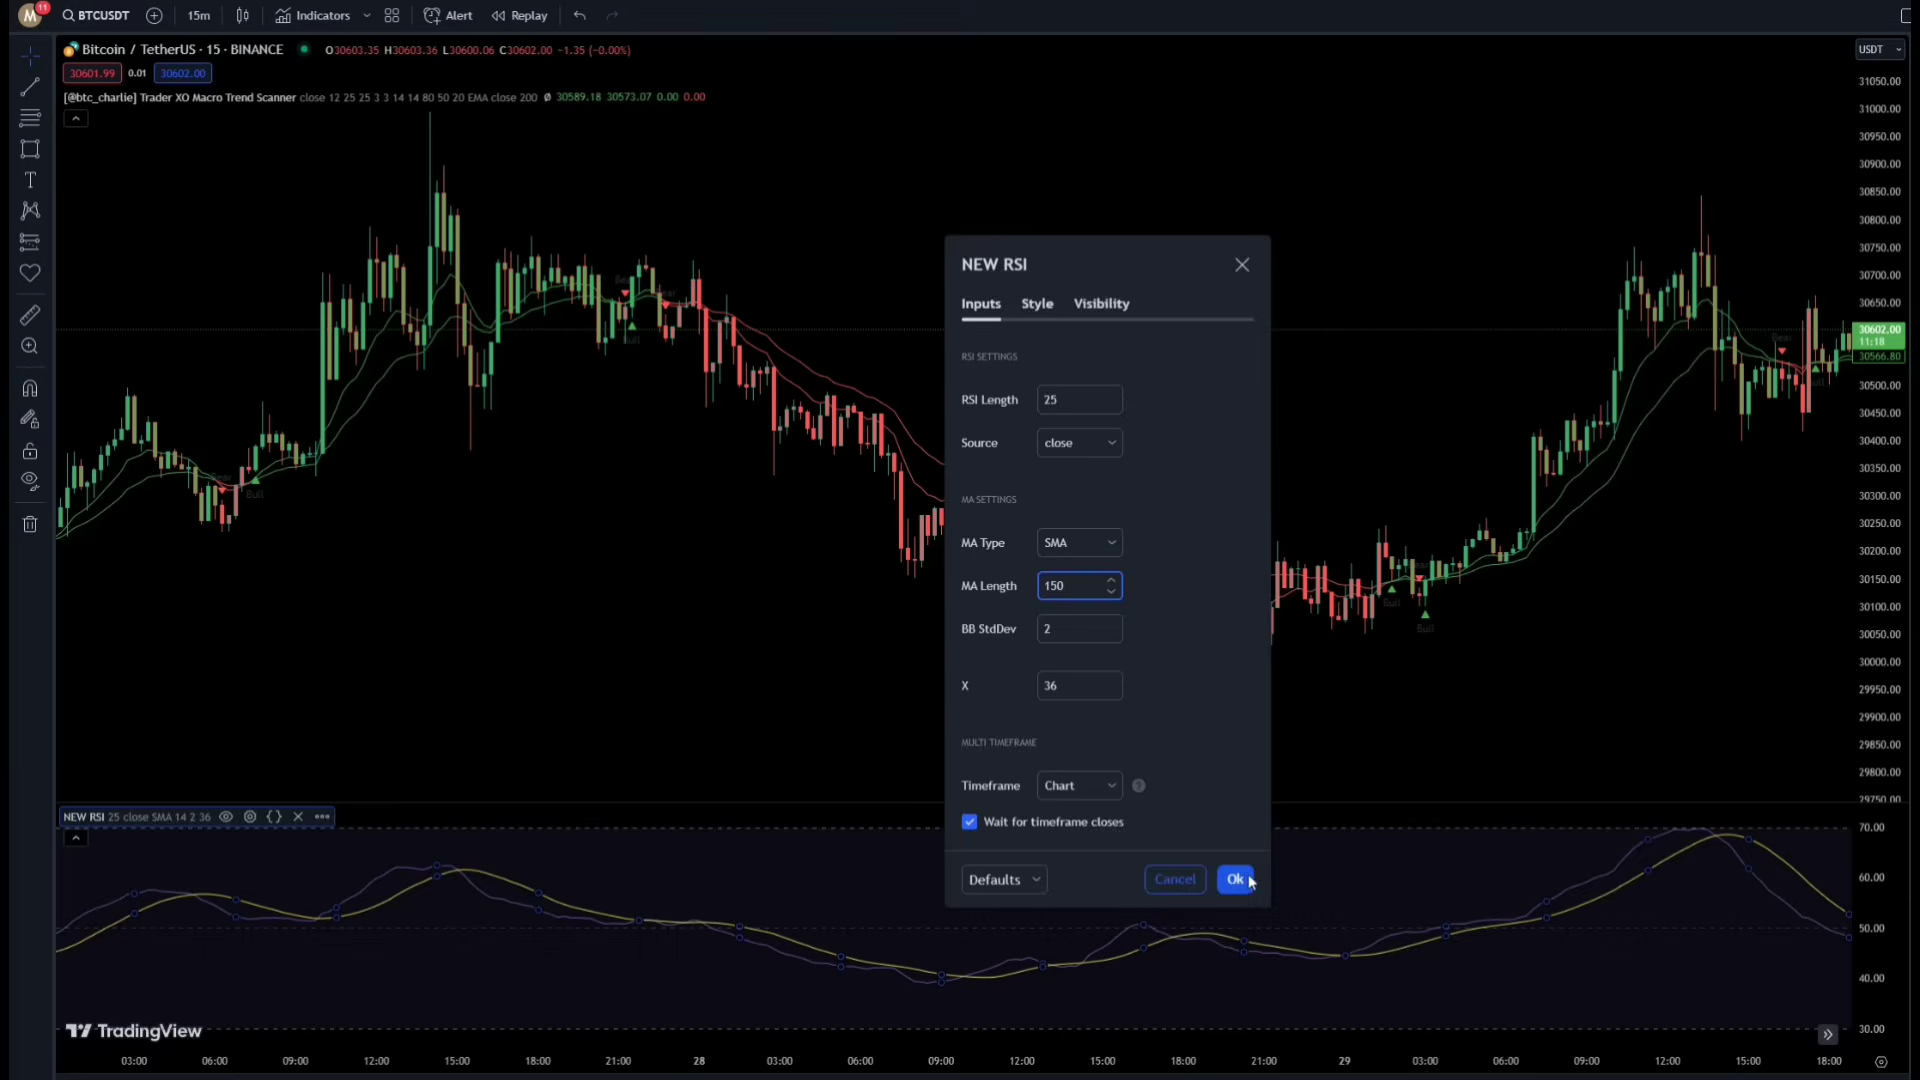 M 11 BTCUSDT 15m Indicators Alert Replay
Bitcoin / TetherUS · 15 · BINANCE O30603.35 H30603.36 L30600.06 C30602.00 −1.35 (−0.00%)
USDT
30601.99 0.01 30602.00
[@btc_charlie] Trader XO Macro Trend Scanner close 12 25 25 3 3 14 14 80 50 20 EMA close 200 Ø 30589.18 30573.07 0.00 0.00
31050.00
31000.00
30950.00
30900.00
30850.00
30800.00
30750.00
30700.00
30650.00
30602.00
11:18
30566.80
30500.00
30450.00
30400.00
30350.00
30300.00
30250.00
30200.00
30150.00
30100.00
30050.00
30000.00
29950.00
29900.00
29850.00
29800.00
29750.00
Bull
Bull
NEW RSI
Inputs Style Visibility
RSI SETTINGS
RSI Length 25
Source close
MA SETTINGS
MA Type SMA
MA Length 150
BB StdDev 2
X 36
MULTI TIMEFRAME
Timeframe Chart ?
Wait for timeframe closes
Defaults Cancel Ok
NEW RSI 25 close SMA 14 2 36
70.00
60.00
50.00
40.00
30.00
TradingView
03:00 06:00 09:00 12:00 15:00 18:00 21:00 28 03:00 06:00 09:00 12:00 15:00 18:00 21:00 29 03:00 06:00 09:00 12:00 15:00 18:00